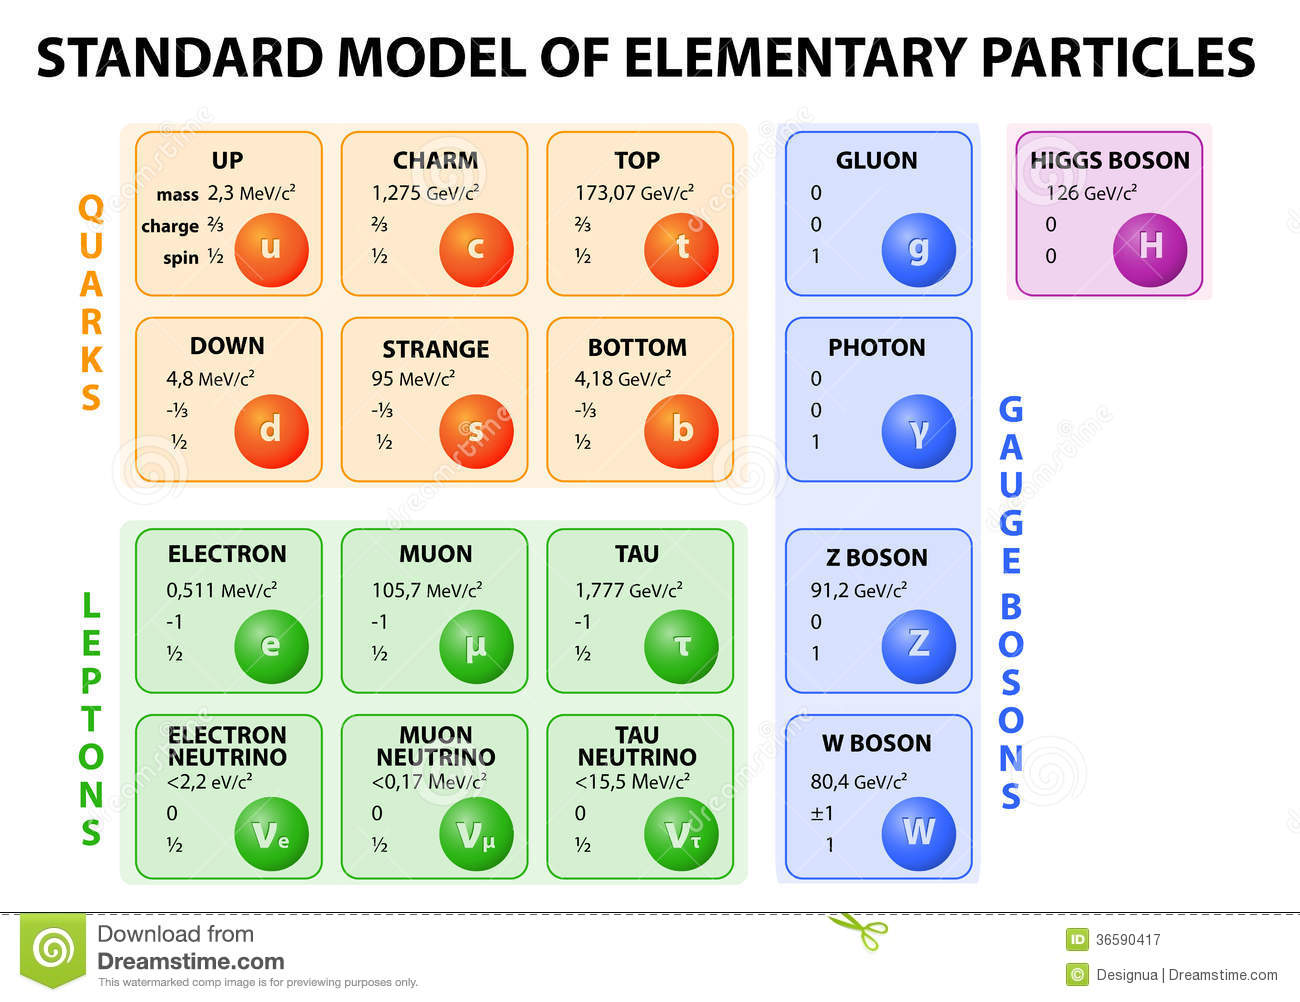 STANDARD MODEL OF ELEMENTARY PARTICLES
QUARKS
UP
mass 2,3 MeV/c²
charge ⅔
spin ½
u
CHARM
1,275 GeV/c²
⅔
½
c
TOP
173,07 GeV/c²
⅔
½
t
DOWN
4,8 MeV/c²
-⅓
½
d
STRANGE
95 MeV/c²
-⅓
½
s
BOTTOM
4,18 GeV/c²
-⅓
½
b
LEPTONS
ELECTRON
0,511 MeV/c²
-1
½
e
MUON
105,7 MeV/c²
-1
½
μ
TAU
1,777 GeV/c²
-1
½
τ
ELECTRON
NEUTRINO
<2,2 eV/c²
0
½
νe
MUON
NEUTRINO
<0,17 MeV/c²
0
½
νμ
TAU
NEUTRINO
<15,5 MeV/c²
0
½
ντ
GLUON
0
0
1
g
PHOTON
0
0
1
γ
Z BOSON
91,2 GeV/c²
0
1
Z
W BOSON
80,4 GeV/c²
±1
1
W
GAUGE BOSONS
HIGGS BOSON
126 GeV/c²
0
0
H
Download from
Dreamstime.com
This watermarked comp image is for previewing purposes only.
ID 36590417
© Designua | Dreamstime.com
dreamstime